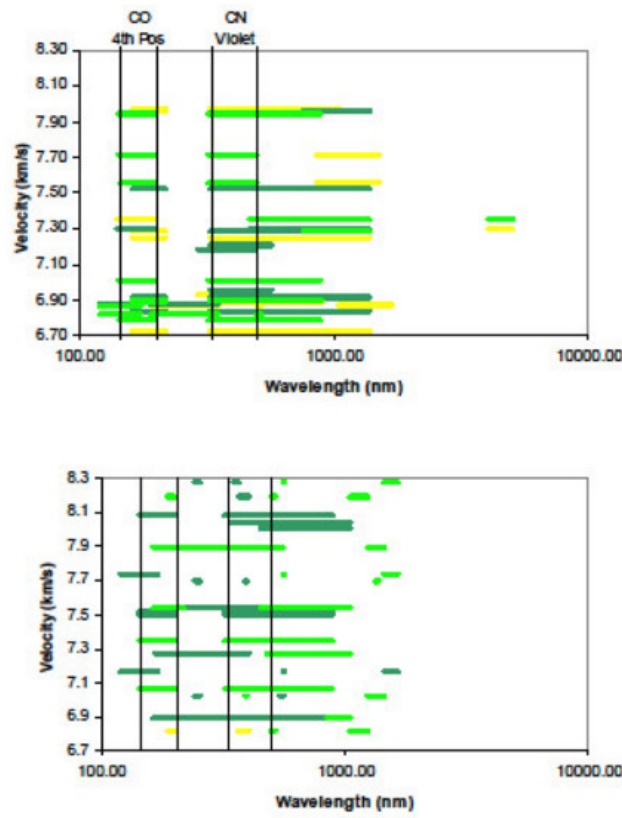 CO CN
4th Pos Violet
8.30
8.10
7.90
7.70
7.50
7.30
7.10
6.90
6.70
Velocity (km/s)
100.00 1000.00 10000.00
Wavelength (nm)
8.3
8.1
7.9
7.7
7.5
7.3
7.1
6.9
6.7
Velocity (km/s)
100.00 1000.00 10000.00
Wavelength (nm)